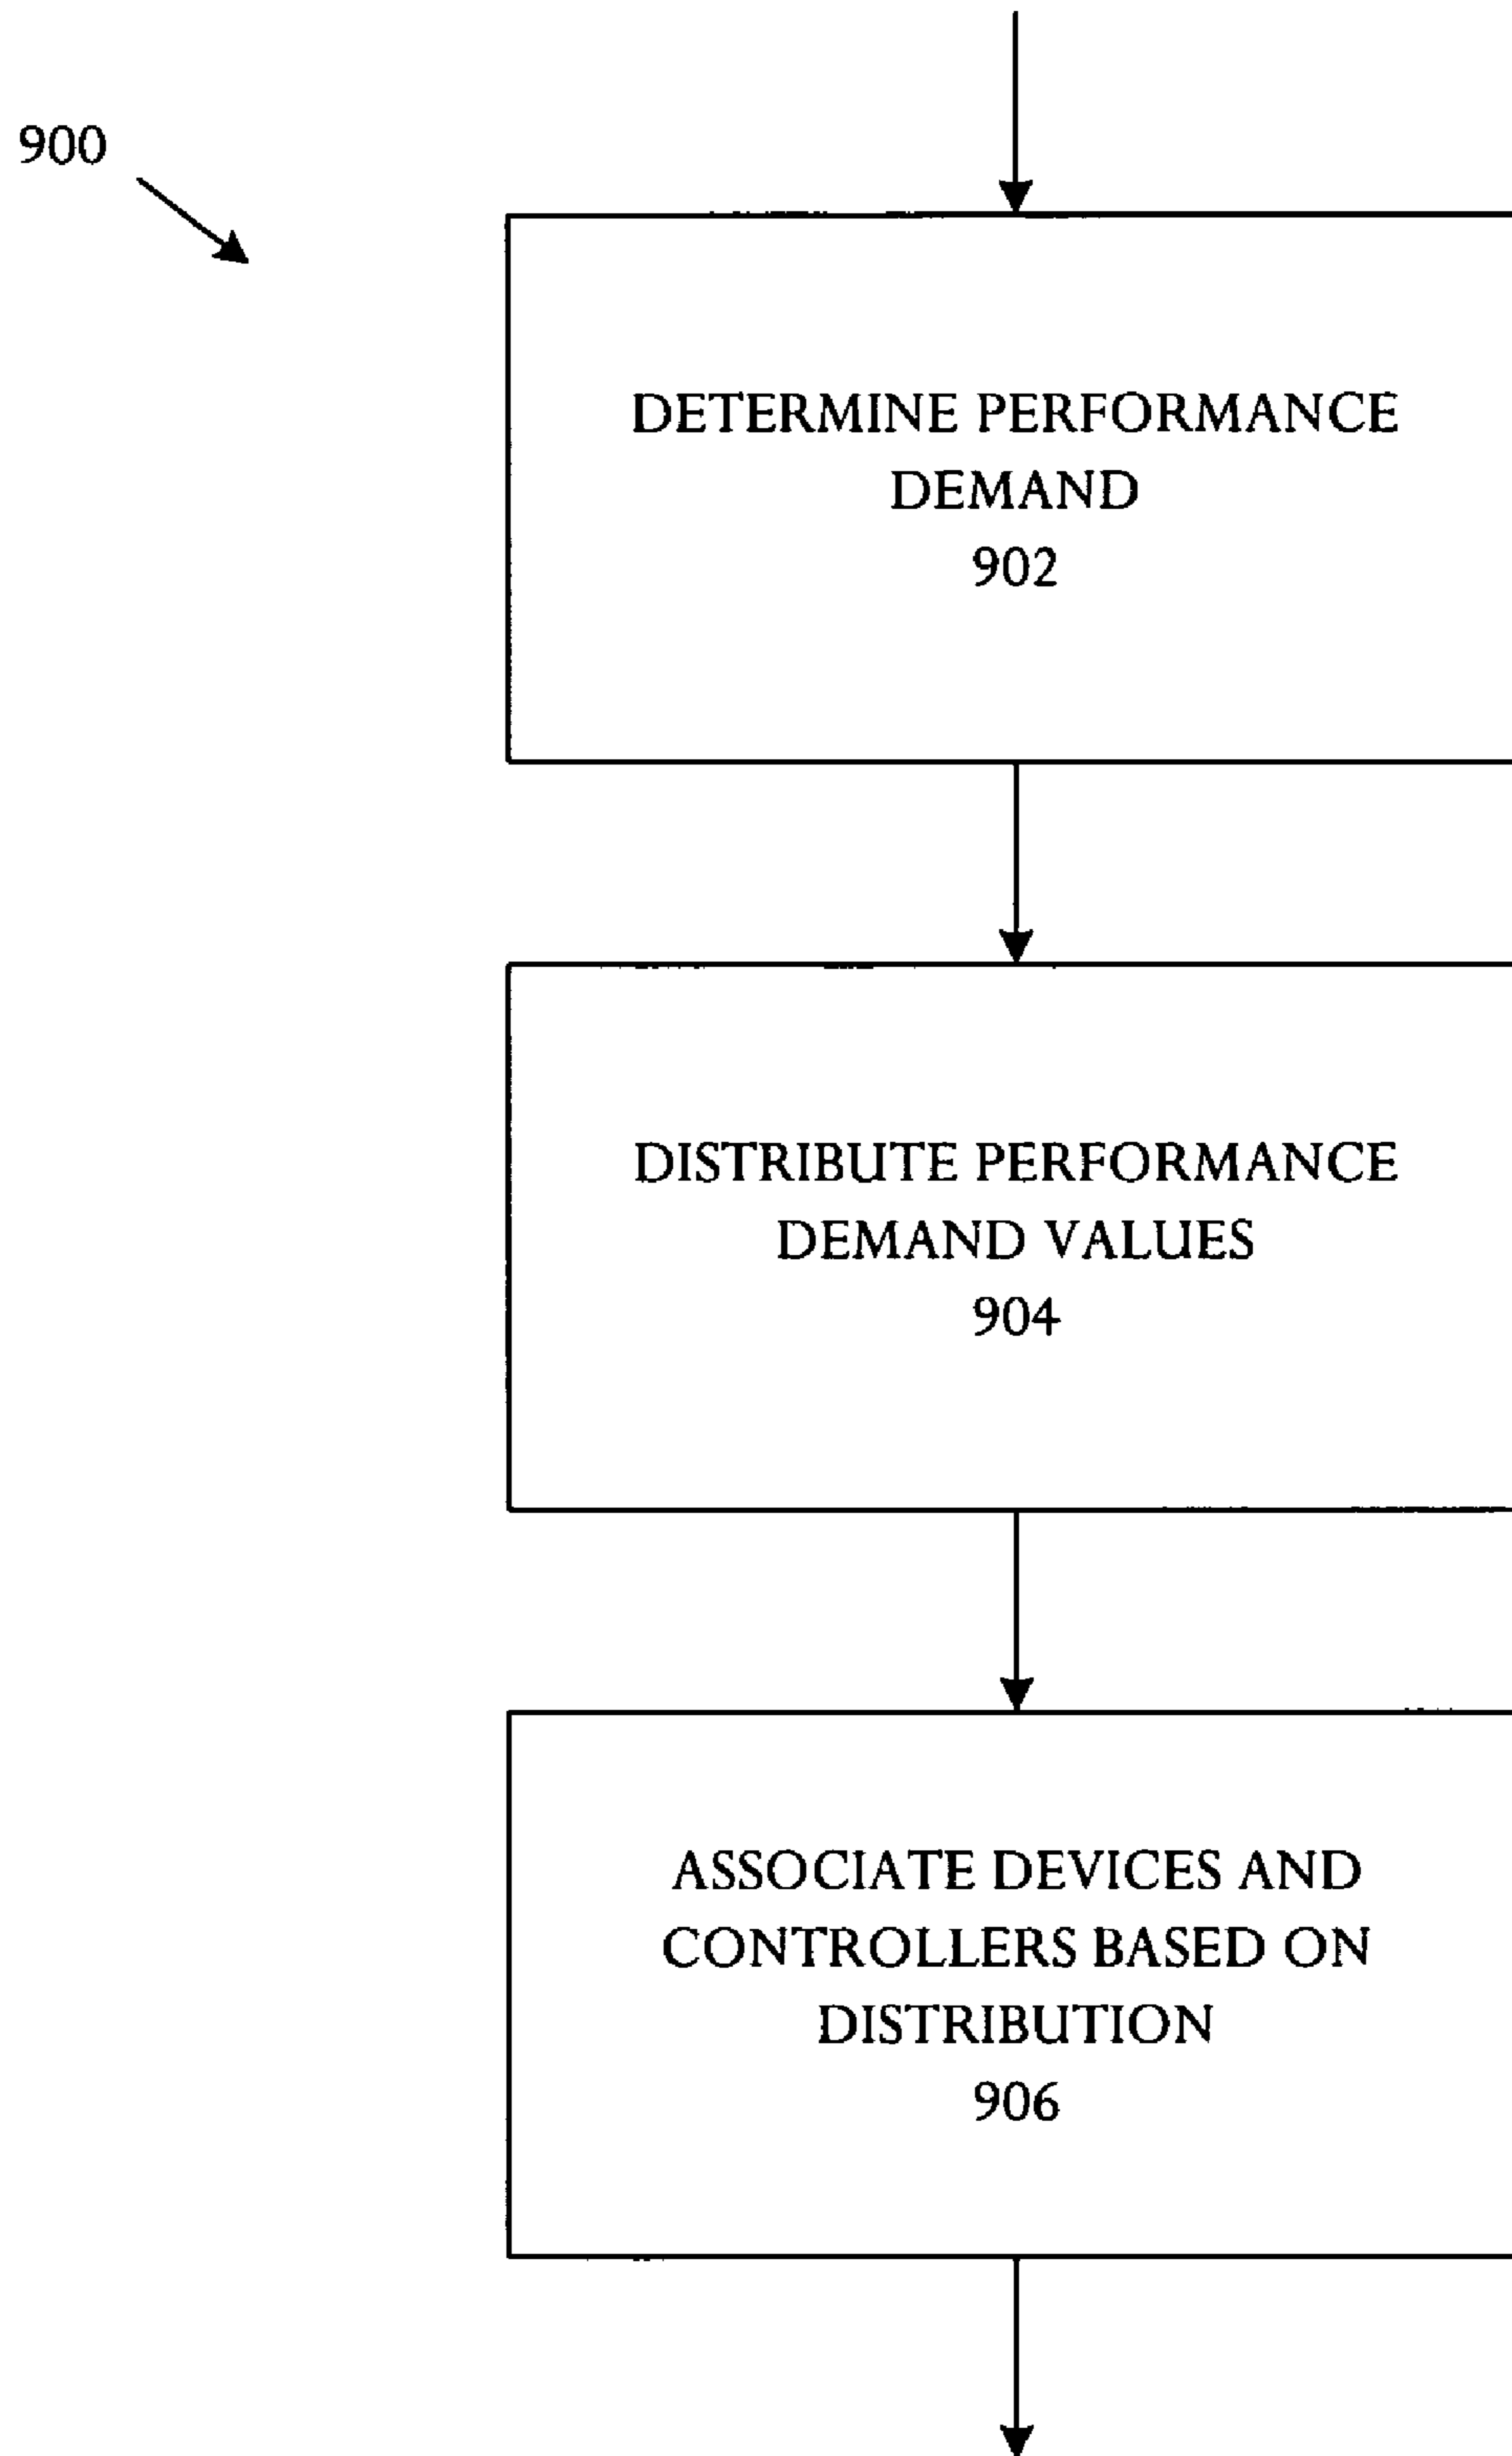 900
DETERMINE PERFORMANCE
DEMAND
902
DISTRIBUTE PERFORMANCE
DEMAND VALUES
904
ASSOCIATE DEVICES AND
CONTROLLERS BASED ON
DISTRIBUTION
906